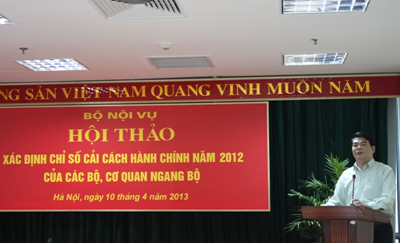 NG SẢN VIỆT NAM QUANG VINH MUÔN NĂM
BỘ NỘI VỤ
HỘI THẢO
XÁC ĐỊNH CHỈ SỐ CẢI CÁCH HÀNH CHÍNH NĂM 2012
CỦA CÁC BỘ, CƠ QUAN NGANG BỘ
Hà Nội, ngày 10 tháng 4 năm 2013